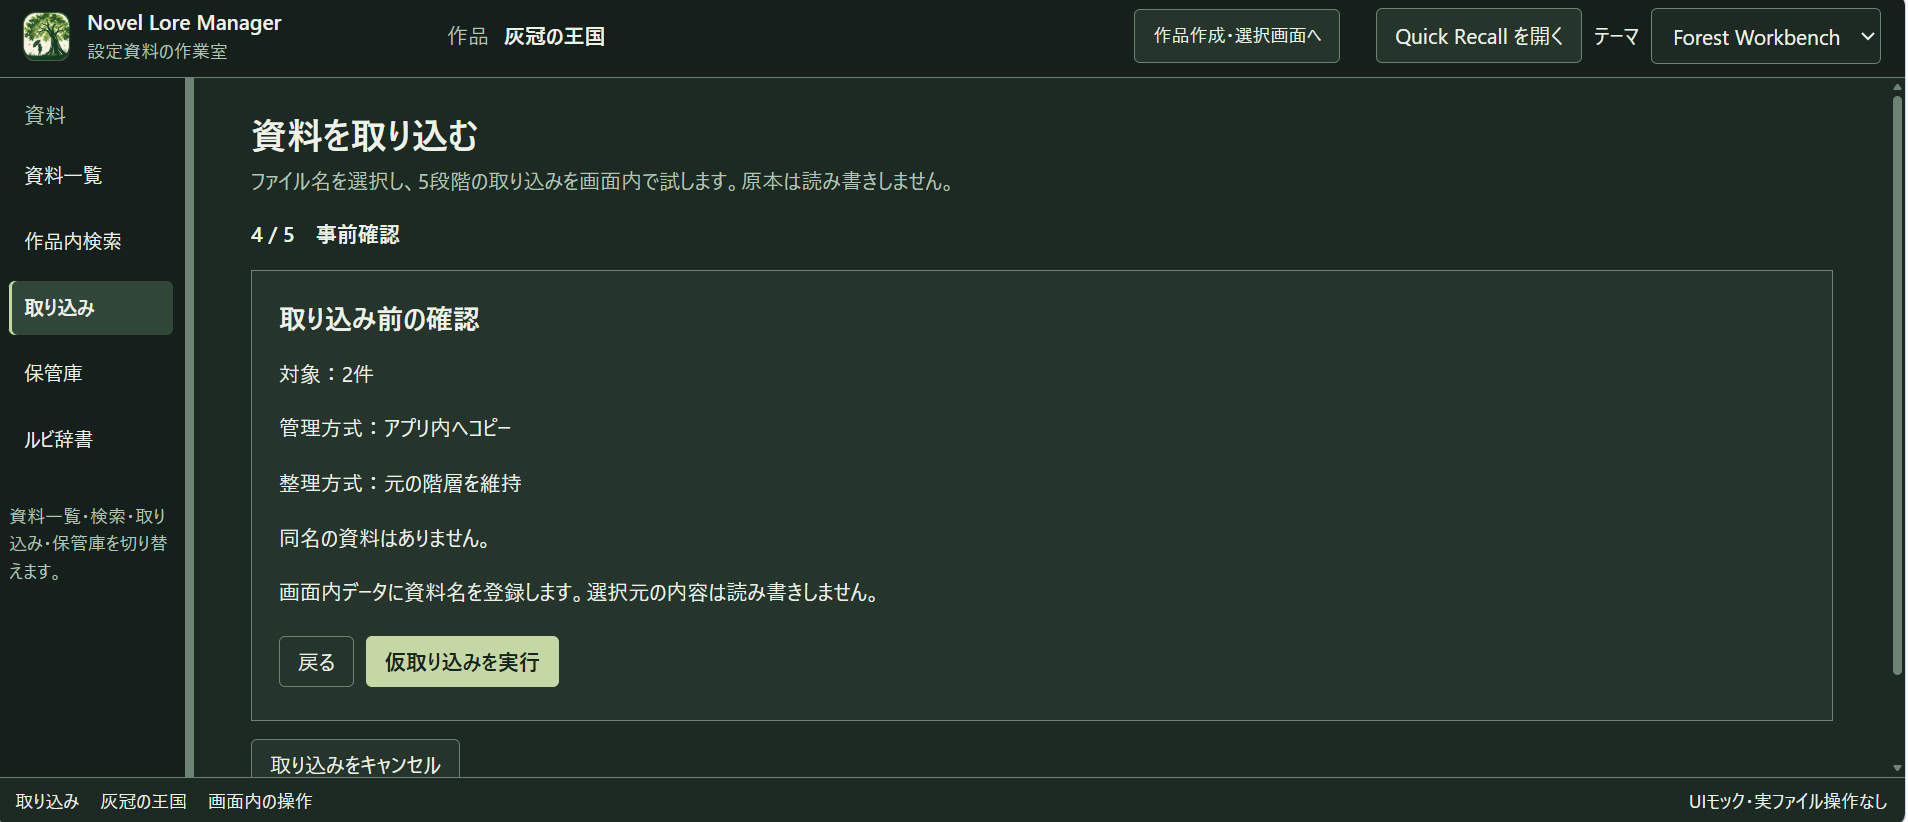 Novel Lore Manager
設定資料の作業室
作品 灰冠の王国
作品作成・選択画面へ
Quick Recall を開く
テーマ
Forest Workbench
資料
資料一覧
作品内検索
取り込み
保管庫
ルビ辞書
資料一覧・検索・取り
込み・保管庫を切り替
えます。
資料を取り込む
ファイル名を選択し、5段階の取り込みを画面内で試します。原本は読み書きしません。
4 / 5 事前確認
取り込み前の確認
対象：2件
管理方式：アプリ内へコピー
整理方式：元の階層を維持
同名の資料はありません。
画面内データに資料名を登録します。選択元の内容は読み書きしません。
戻る
仮取り込みを実行
取り込みをキャンセル
取り込み 灰冠の王国 画面内の操作
UIモック・実ファイル操作なし